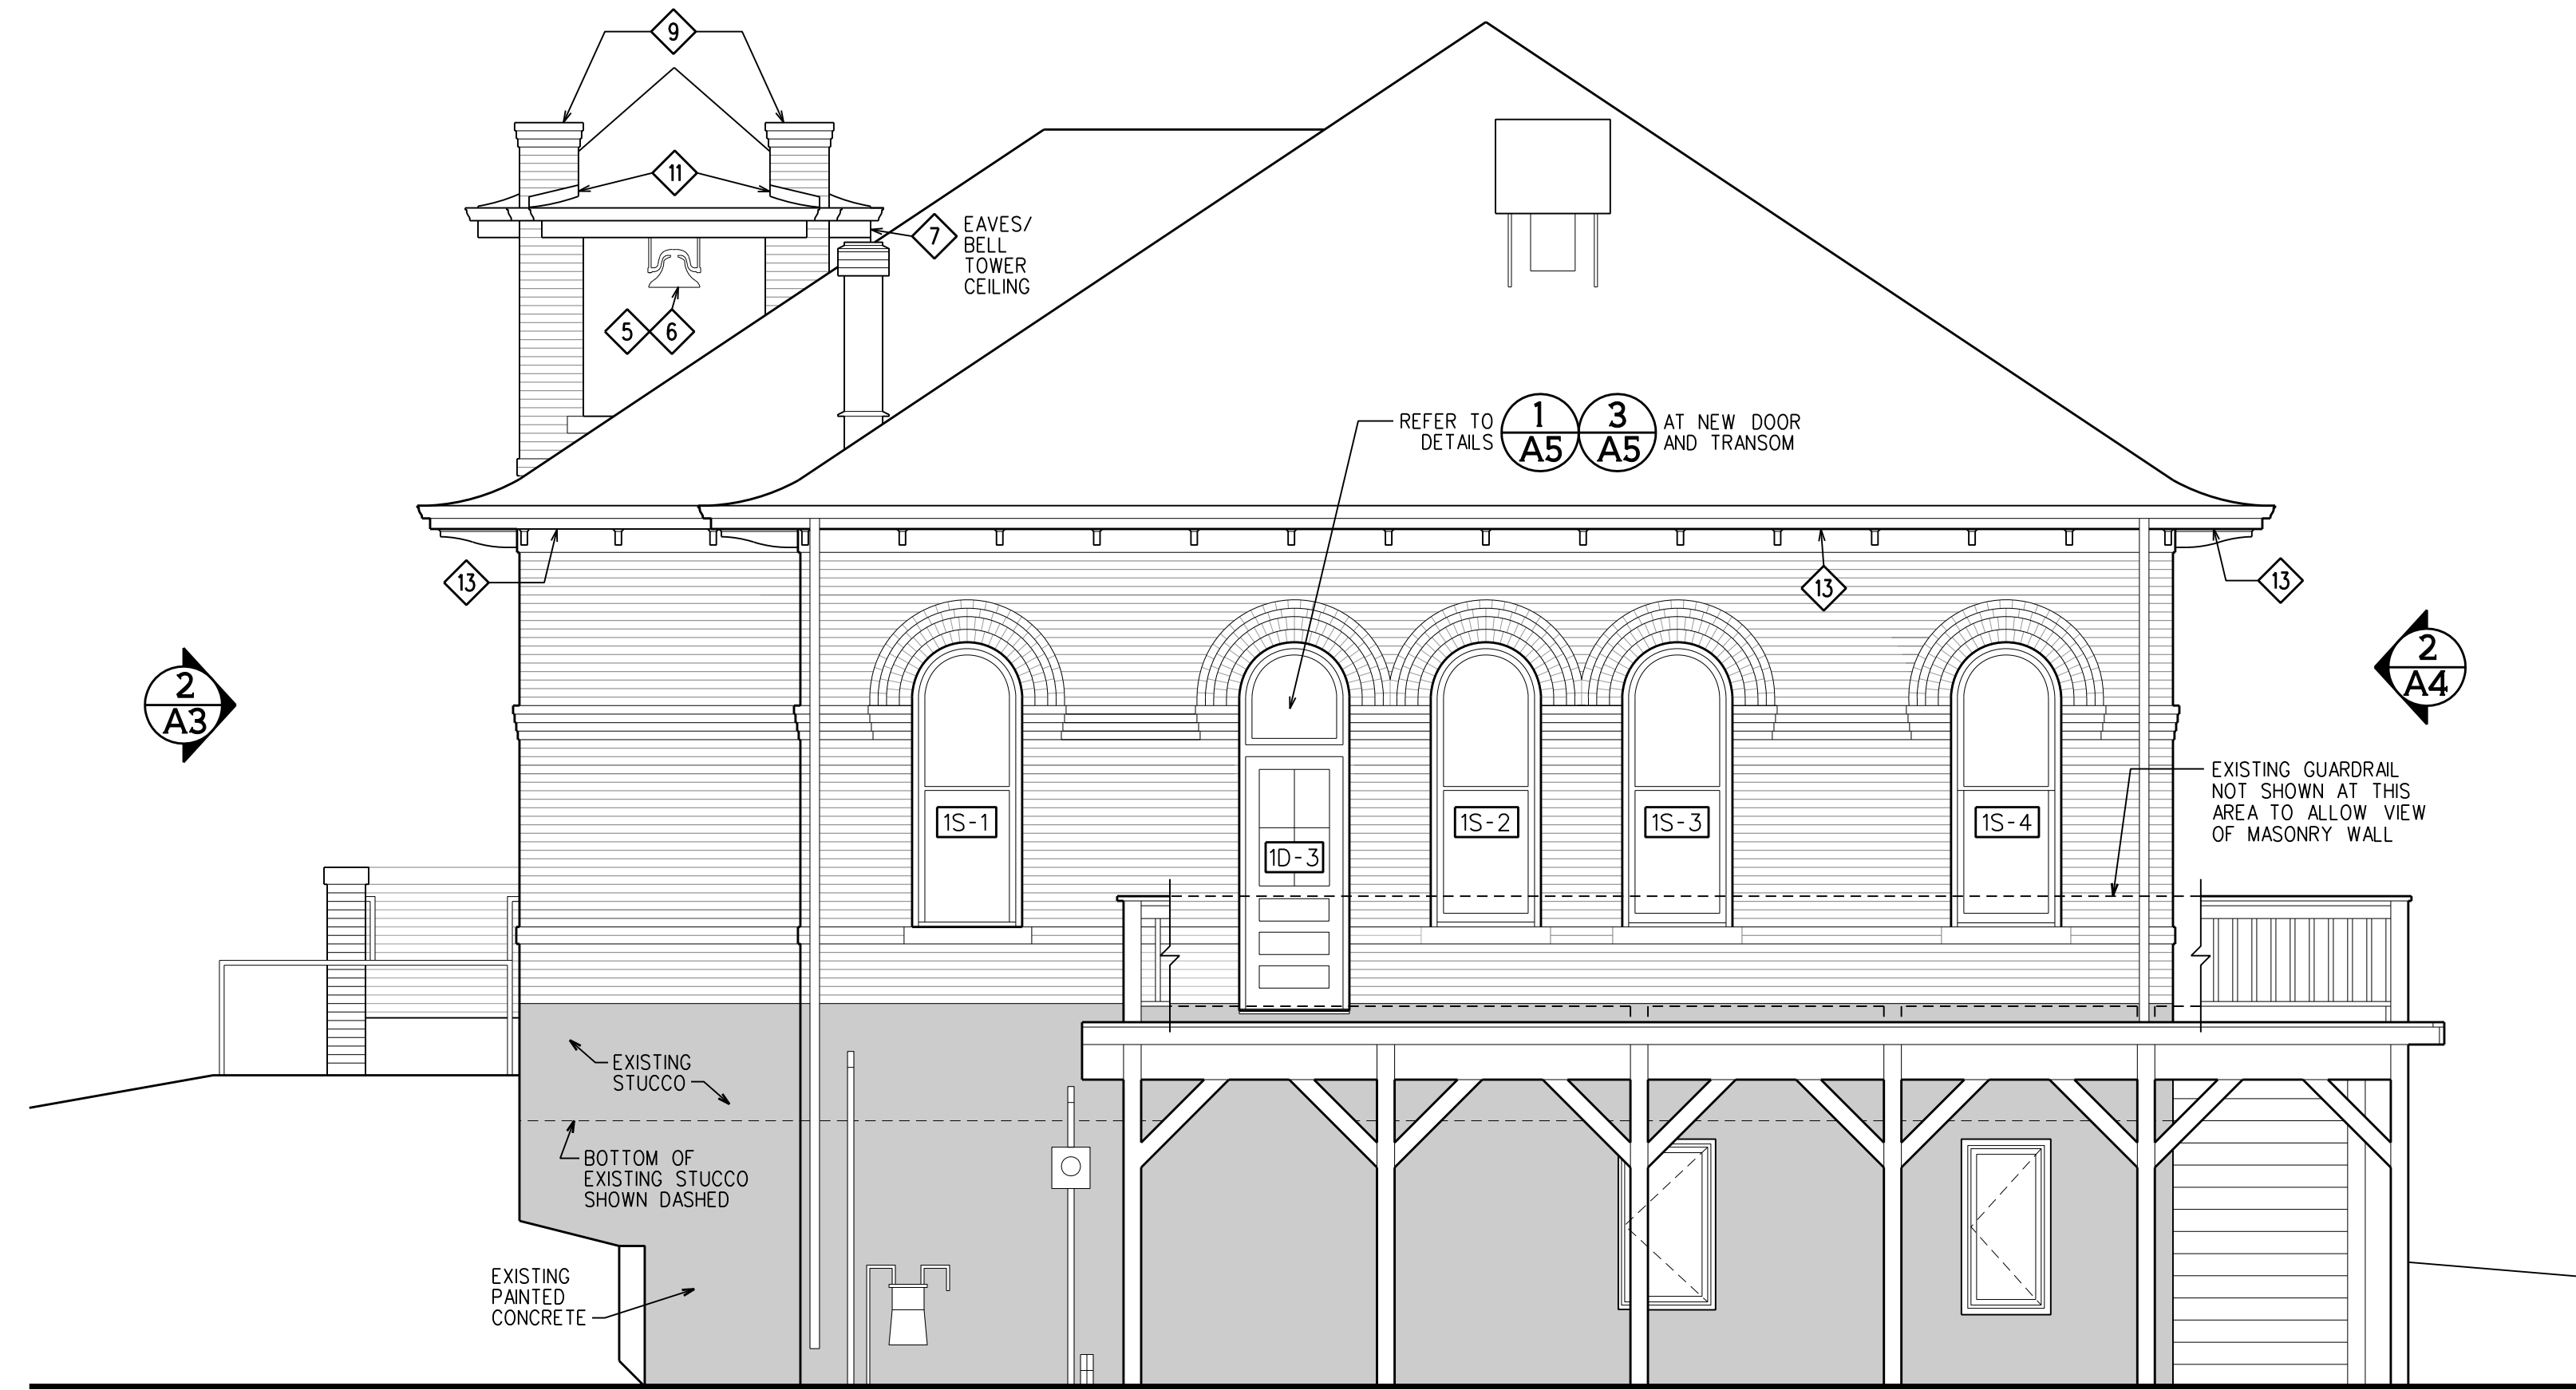 9
11
7
EAVES/
BELL
TOWER
CEILING
5 6
REFER TO
DETAILS
1
A5
3
A5
AT NEW DOOR
AND TRANSOM
13
13
13
2
A3
2
A4
EXISTING GUARDRAIL
NOT SHOWN AT THIS
AREA TO ALLOW VIEW
OF MASONRY WALL
1S-1
1D-3
1S-2
1S-3
1S-4
EXISTING
STUCCO
BOTTOM OF
EXISTING STUCCO
SHOWN DASHED
EXISTING
PAINTED
CONCRETE